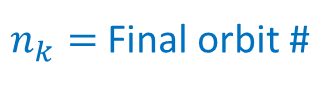 nₖ = Final orbit #